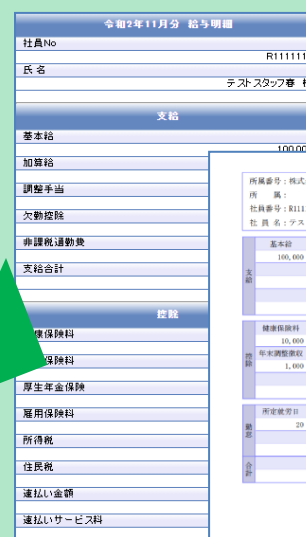 令和2年11月分 給与明細
社員No
R111111
氏名
テストスタッフ春
支給
基本給
100,00
加算給
調整手当
欠勤控除
非課税通勤費
支給合計
控除
康保険料
保険料
厚生年金保険
雇用保険料
所得税
住民税
速払い金額
速払いサービス料
所属番号：株式
所　属：
社員番号：R111
社 員 名：テス
支給
基本給
100,000
控除
健康保険料
10,000
年末調整徴収
1,000
勤怠
所定就労日
20
合計